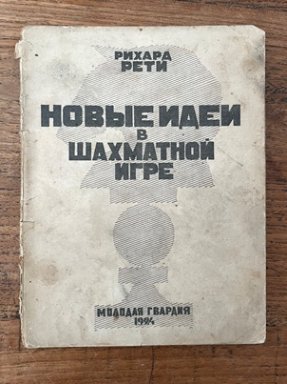 РИХАРД
РЕТИ
НОВЫЕ ИДЕИ
В
ШАХМАТНОЙ
ИГРЕ
МОЛОДАЯ ГВАРДИЯ
1924